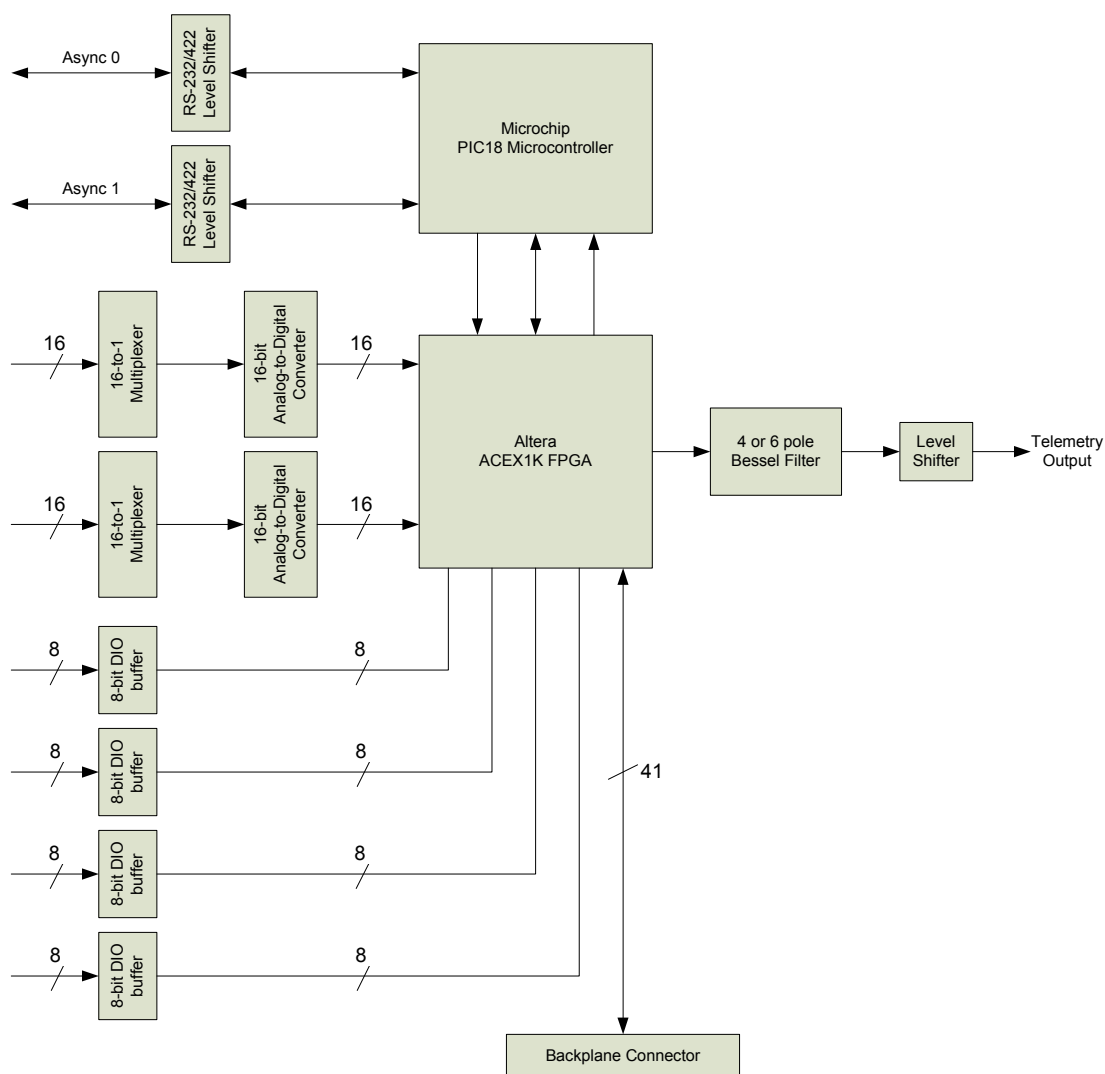 Async 0
RS-232/422
Level Shifter
Microchip
PIC18 Microcontroller
Async 1
RS-232/422
Level Shifter
16
16-to-1
Multiplexer
16-bit
Analog-to-Digital
Converter
16
Altera
ACEX1K FPGA
4 or 6 pole
Bessel Filter
Level
Shifter
Telemetry
Output
16
16-to-1
Multiplexer
16-bit
Analog-to-Digital
Converter
16
8
8-bit DIO
buffer
8
8
8-bit DIO
buffer
8
41
8
8-bit DIO
buffer
8
8
8-bit DIO
buffer
8
Backplane Connector